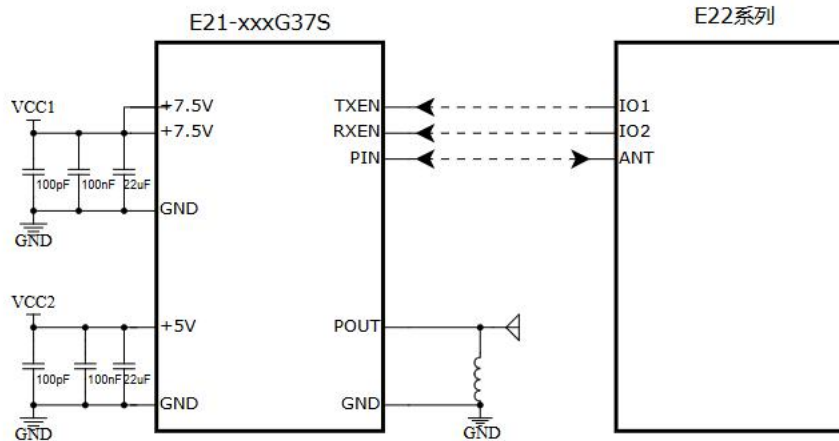 E21-xxxG37S
E22系列
VCC1
+7.5V
+7.5V
100pF
100nF
22uF
GND
GND
TXEN
RXEN
PIN
IO1
IO2
ANT
VCC2
+5V
100pF
100nF
22uF
GND
GND
POUT
GND
GND